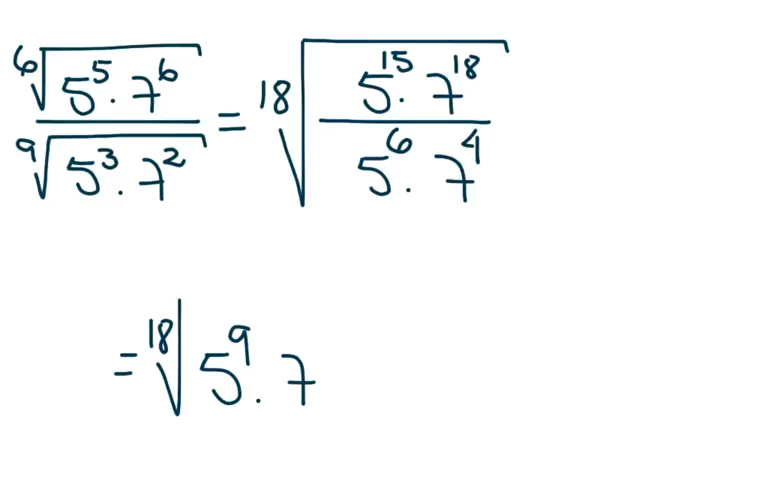 ⁶√(5⁵·7⁶) / ⁹√(5³·7²) = ¹⁸√((5¹⁵·7¹⁸) / (5⁶·7⁴))
= ¹⁸√(5⁹·7